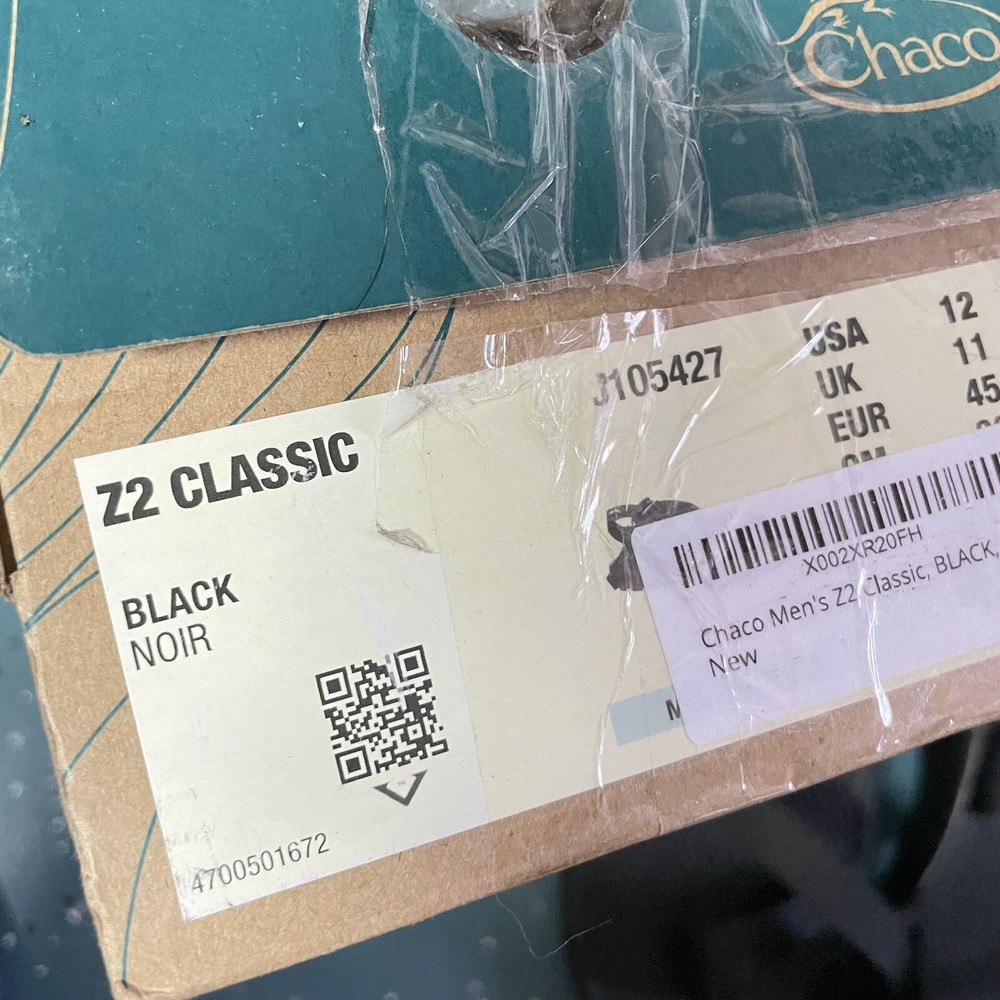 Chaco
J105427
USA 12
UK 11
EUR 45
Z2 CLASSIC
BLACK
NOIR
X002XR20FH
Chaco Men's Z2 Classic, BLACK,
New
4700501672